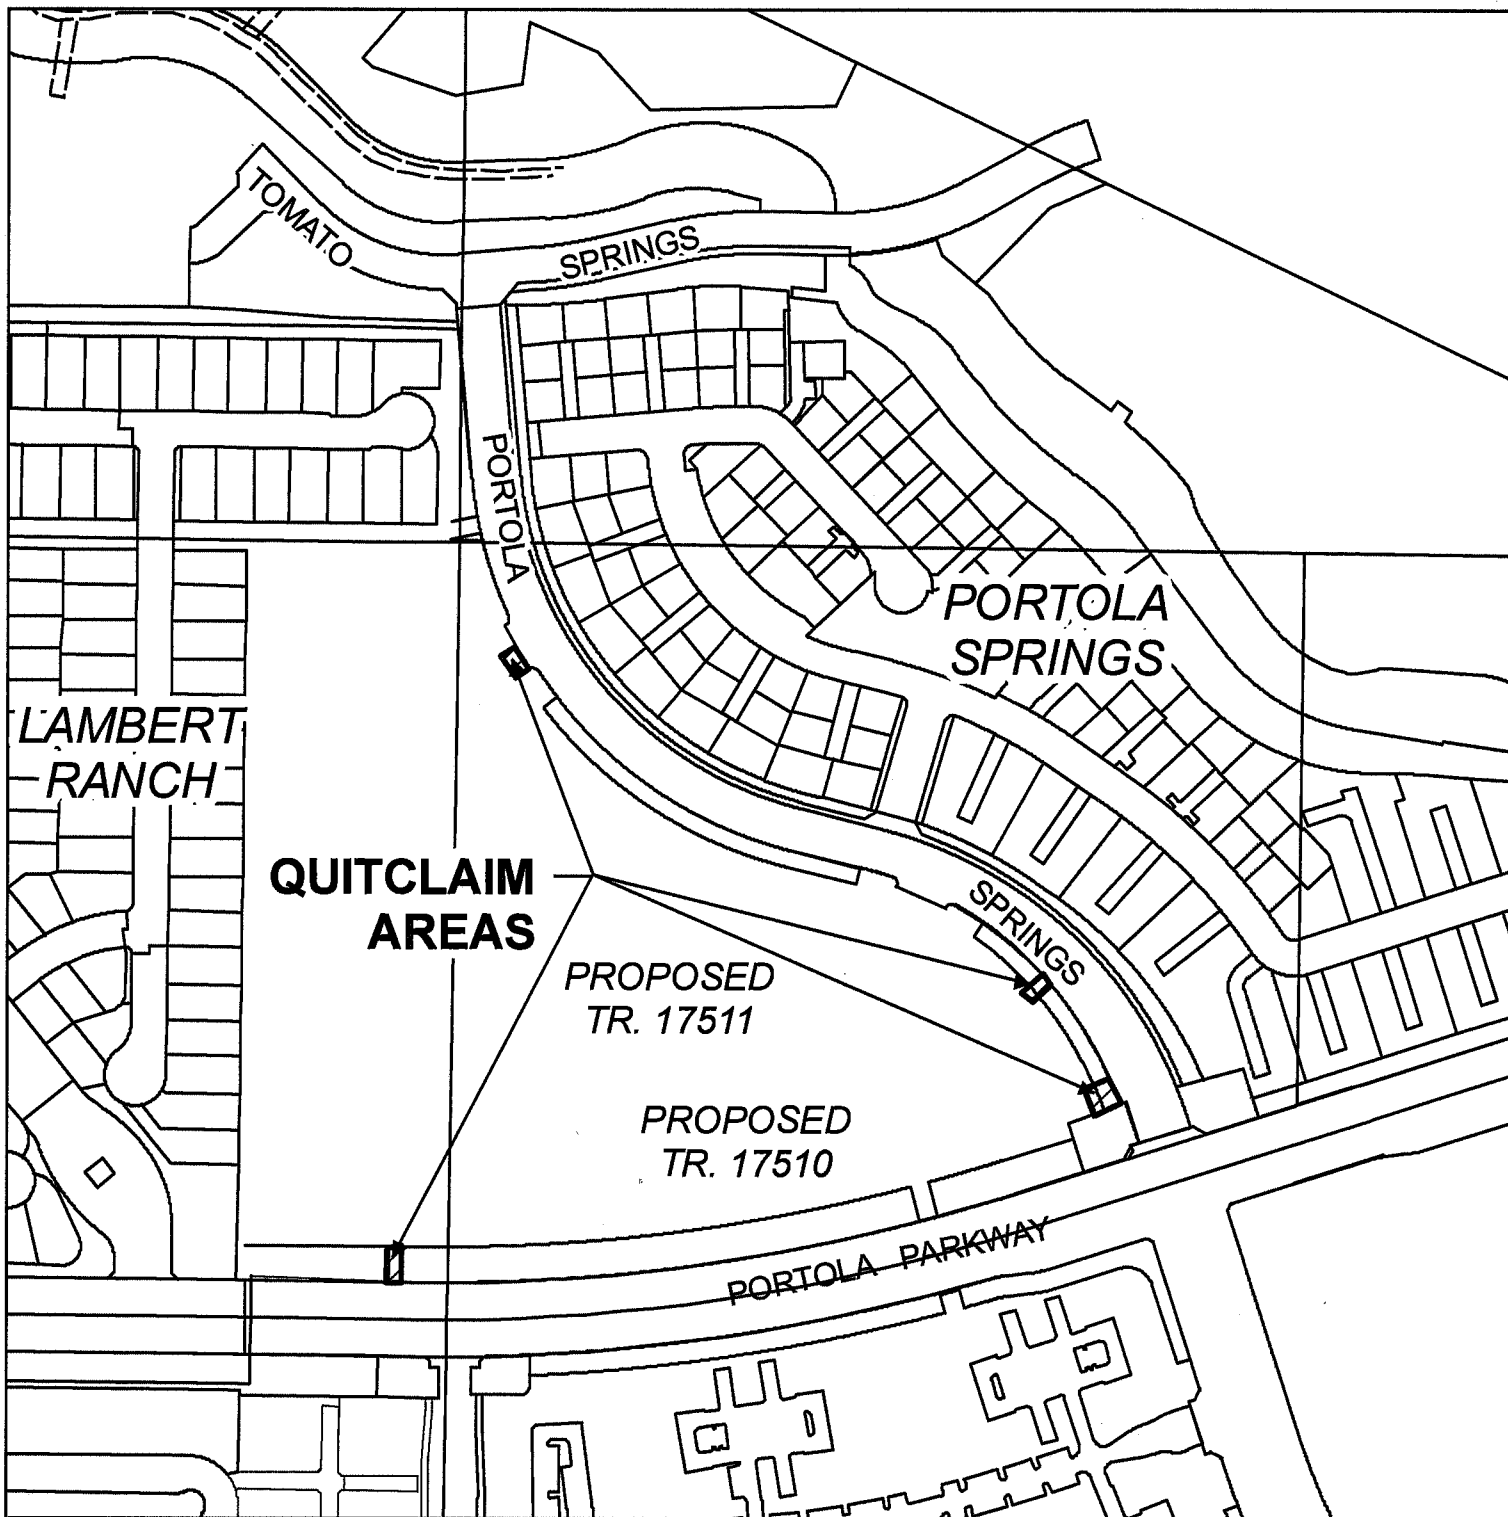 TOMATO
SPRINGS
PORTOLA
PORTOLA
SPRINGS
LAMBERT
RANCH
QUITCLAIM
AREAS
SPRINGS
PROPOSED
TR. 17511
PROPOSED
TR. 17510
PORTOLA PARKWAY